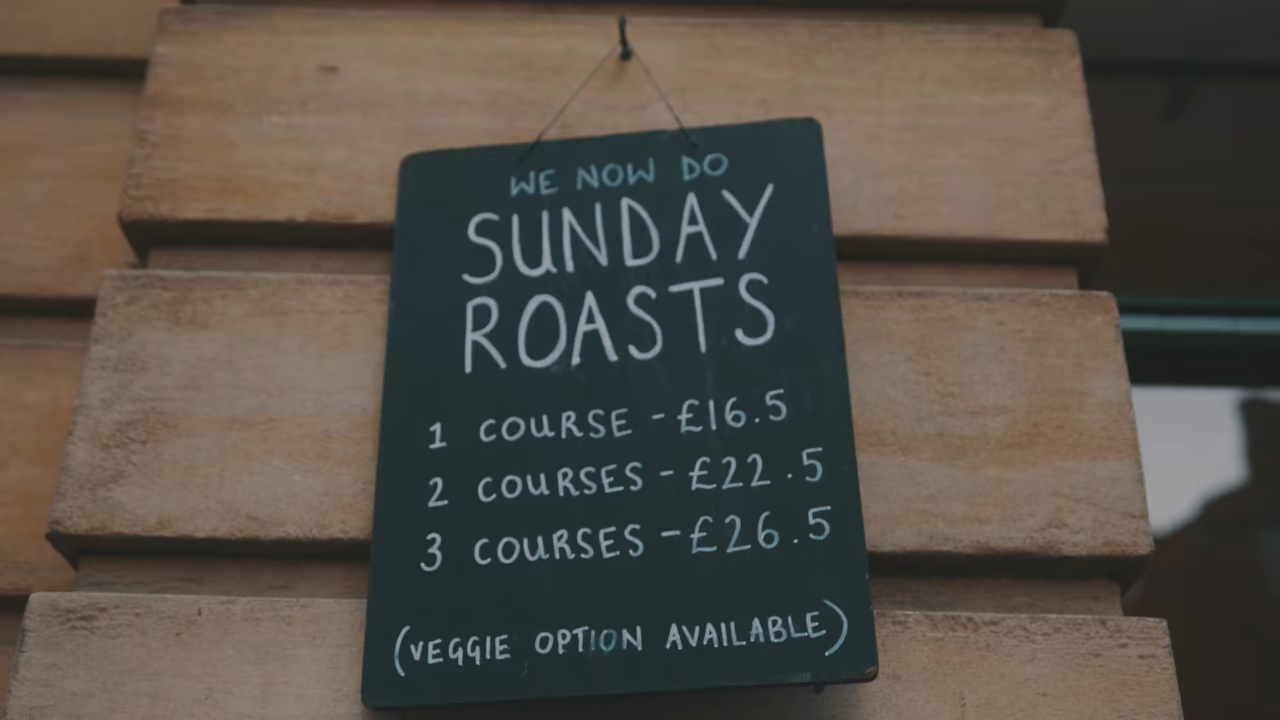 WE NOW DO
SUNDAY
ROASTS
1 COURSE - £16.5
2 COURSES - £22.5
3 COURSES - £26.5
(VEGGIE OPTION AVAILABLE)